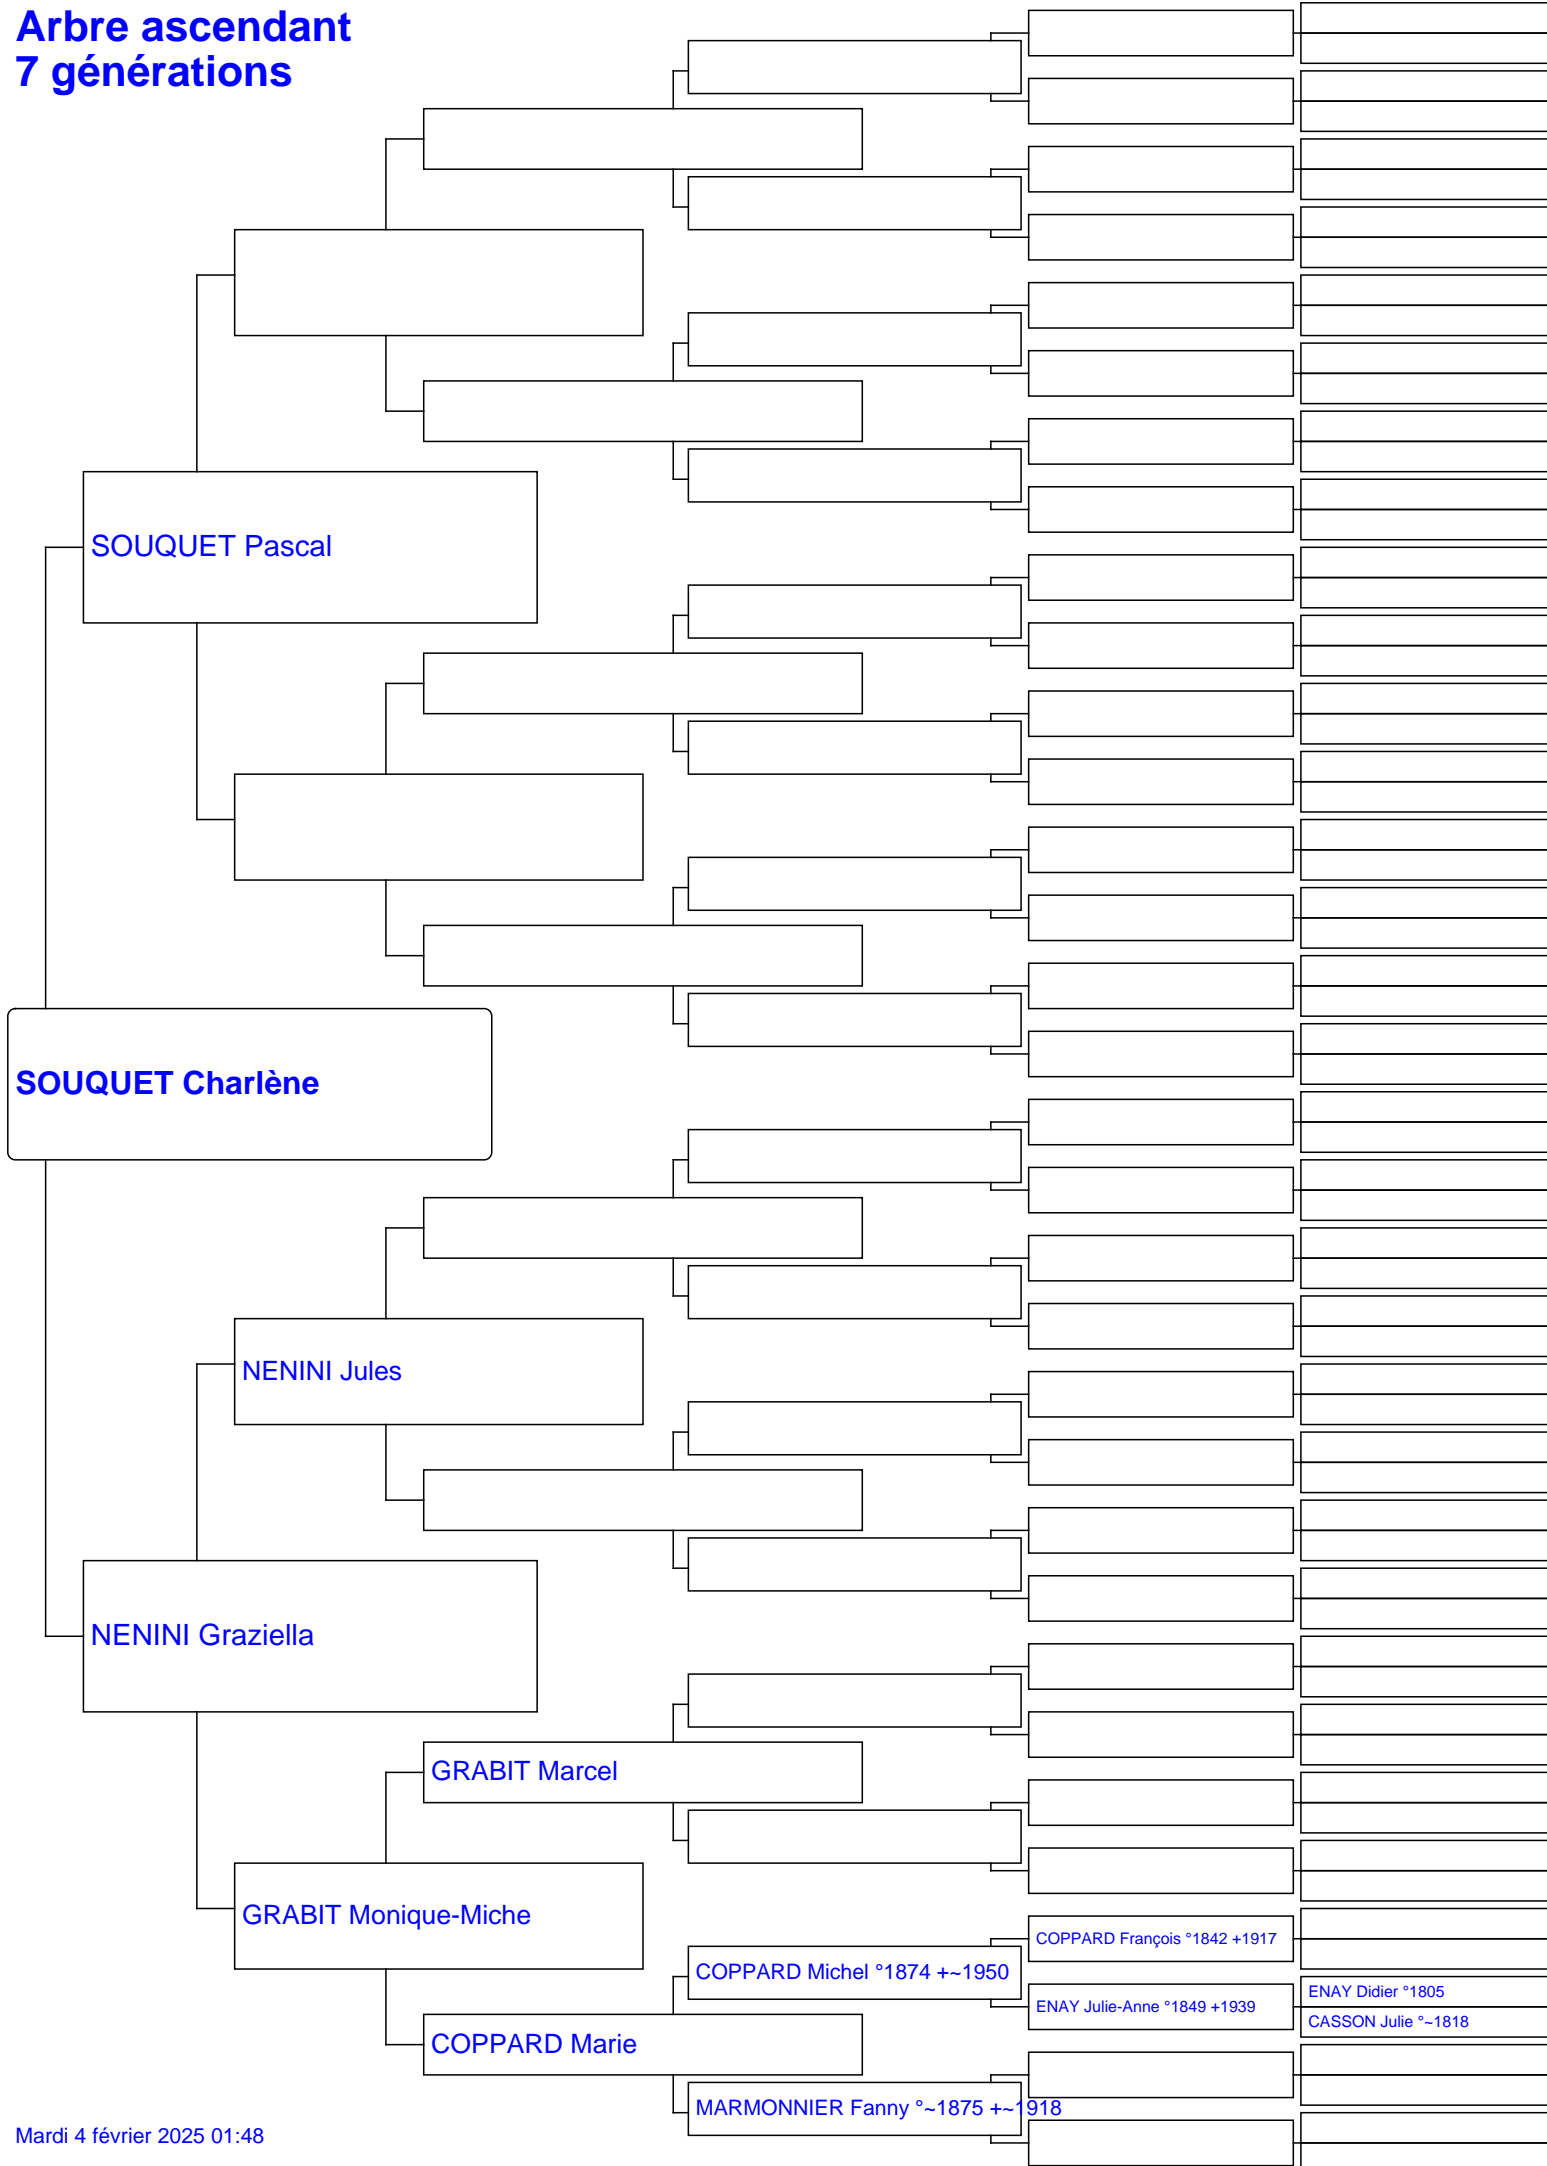 Arbre ascendant
7 générations
SOUQUET Pascal
SOUQUET Charlène
NENINI Jules
NENINI Graziella
GRABIT Marcel
GRABIT Monique-Miche
COPPARD François °1842 +1917
COPPARD Michel °1874 +~1950
ENAY Didier °1805
ENAY Julie-Anne °1849 +1939
CASSON Julie °~1818
COPPARD Marie
MARMONNIER Fanny °~1875 +~1918
Mardi 4 février 2025 01:48